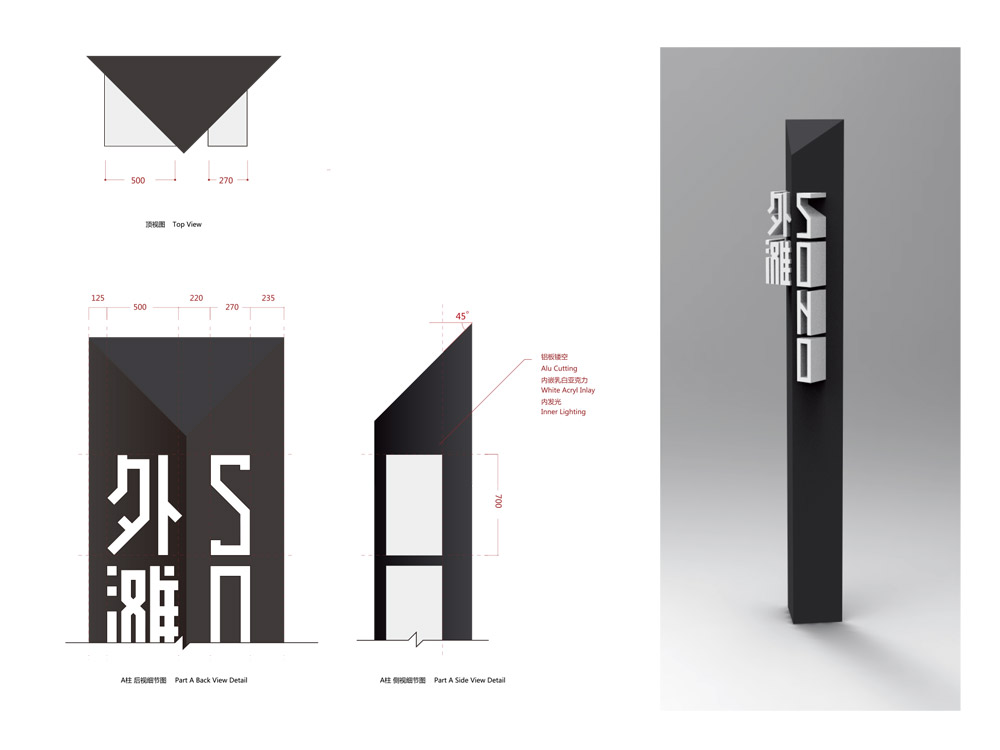 500
270
顶视图 Top View
125
500
220
270
235
外
滩
S
45°
铝板镂空
Alu Cutting
内嵌乳白亚克力
White Acryl Inlay
内发光
Inner Lighting
700
A柱 后视细节图 Part A Back View Detail
A柱 侧视细节图 Part A Side View Detail
外
滩
S
O
H
O